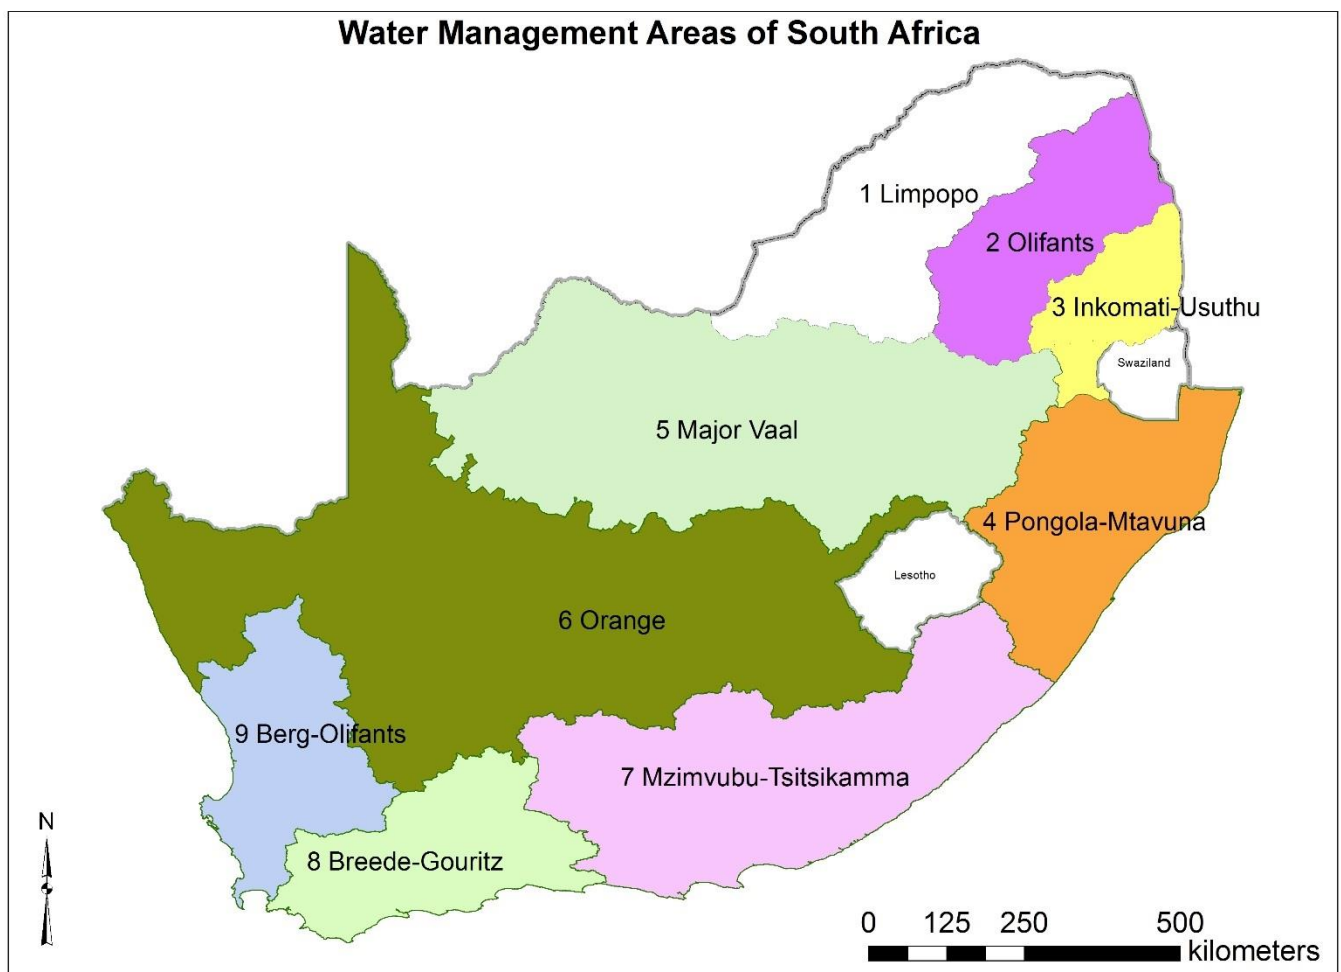 Water Management Areas of South Africa
1 Limpopo
2 Olifants
3 Inkomati-Usuthu
Swaziland
5 Major Vaal
4 Pongola-Mtavuna
Lesotho
6 Orange
9 Berg-Olifants
7 Mzimvubu-Tsitsikamma
8 Breede-Gouritz
N
0 125 250 500
kilometers